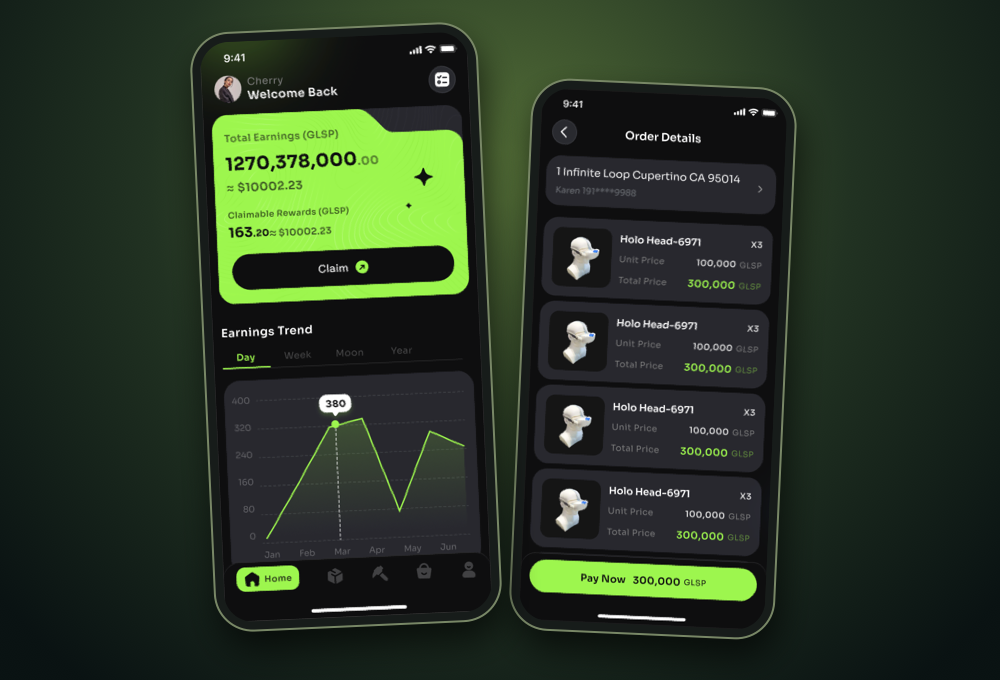 9:41
Cherry
Welcome Back
Total Earnings (GLSP)
1270,378,000.00
≈ $10002.23
Claimable Rewards (GLSP)
163.20≈ $10002.23
Claim
Earnings Trend
Day Week Moon Year
400
380
320
240
160
80
0
Jan Feb Mar Apr May Jun
Home
9:41
Order Details
1 Infinite Loop Cupertino CA 95014
Karen 191****9988
Holo Head-6971 X3
Unit Price 100,000 GLSP
Total Price 300,000 GLSP
Holo Head-6971 X3
Unit Price 100,000 GLSP
Total Price 300,000 GLSP
Holo Head-6971 X3
Unit Price 100,000 GLSP
Total Price 300,000 GLSP
Holo Head-6971 X3
Unit Price 100,000 GLSP
Total Price 300,000 GLSP
Pay Now 300,000 GLSP